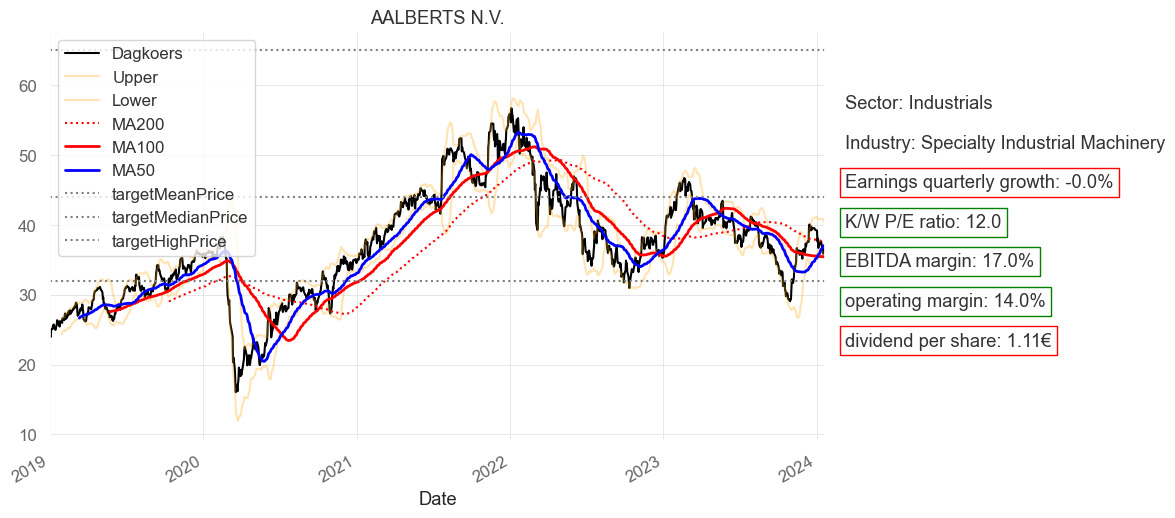 AALBERTS N.V.
Dagkoers
Upper
Lower
MA200
MA100
MA50
targetMeanPrice
targetMedianPrice
targetHighPrice
60
50
40
30
20
10
2019
2020
2021
2022
2023
2024
Date
Sector: Industrials
Industry: Specialty Industrial Machinery
Earnings quarterly growth: -0.0%
K/W P/E ratio: 12.0
EBITDA margin: 17.0%
operating margin: 14.0%
dividend per share: 1.11€